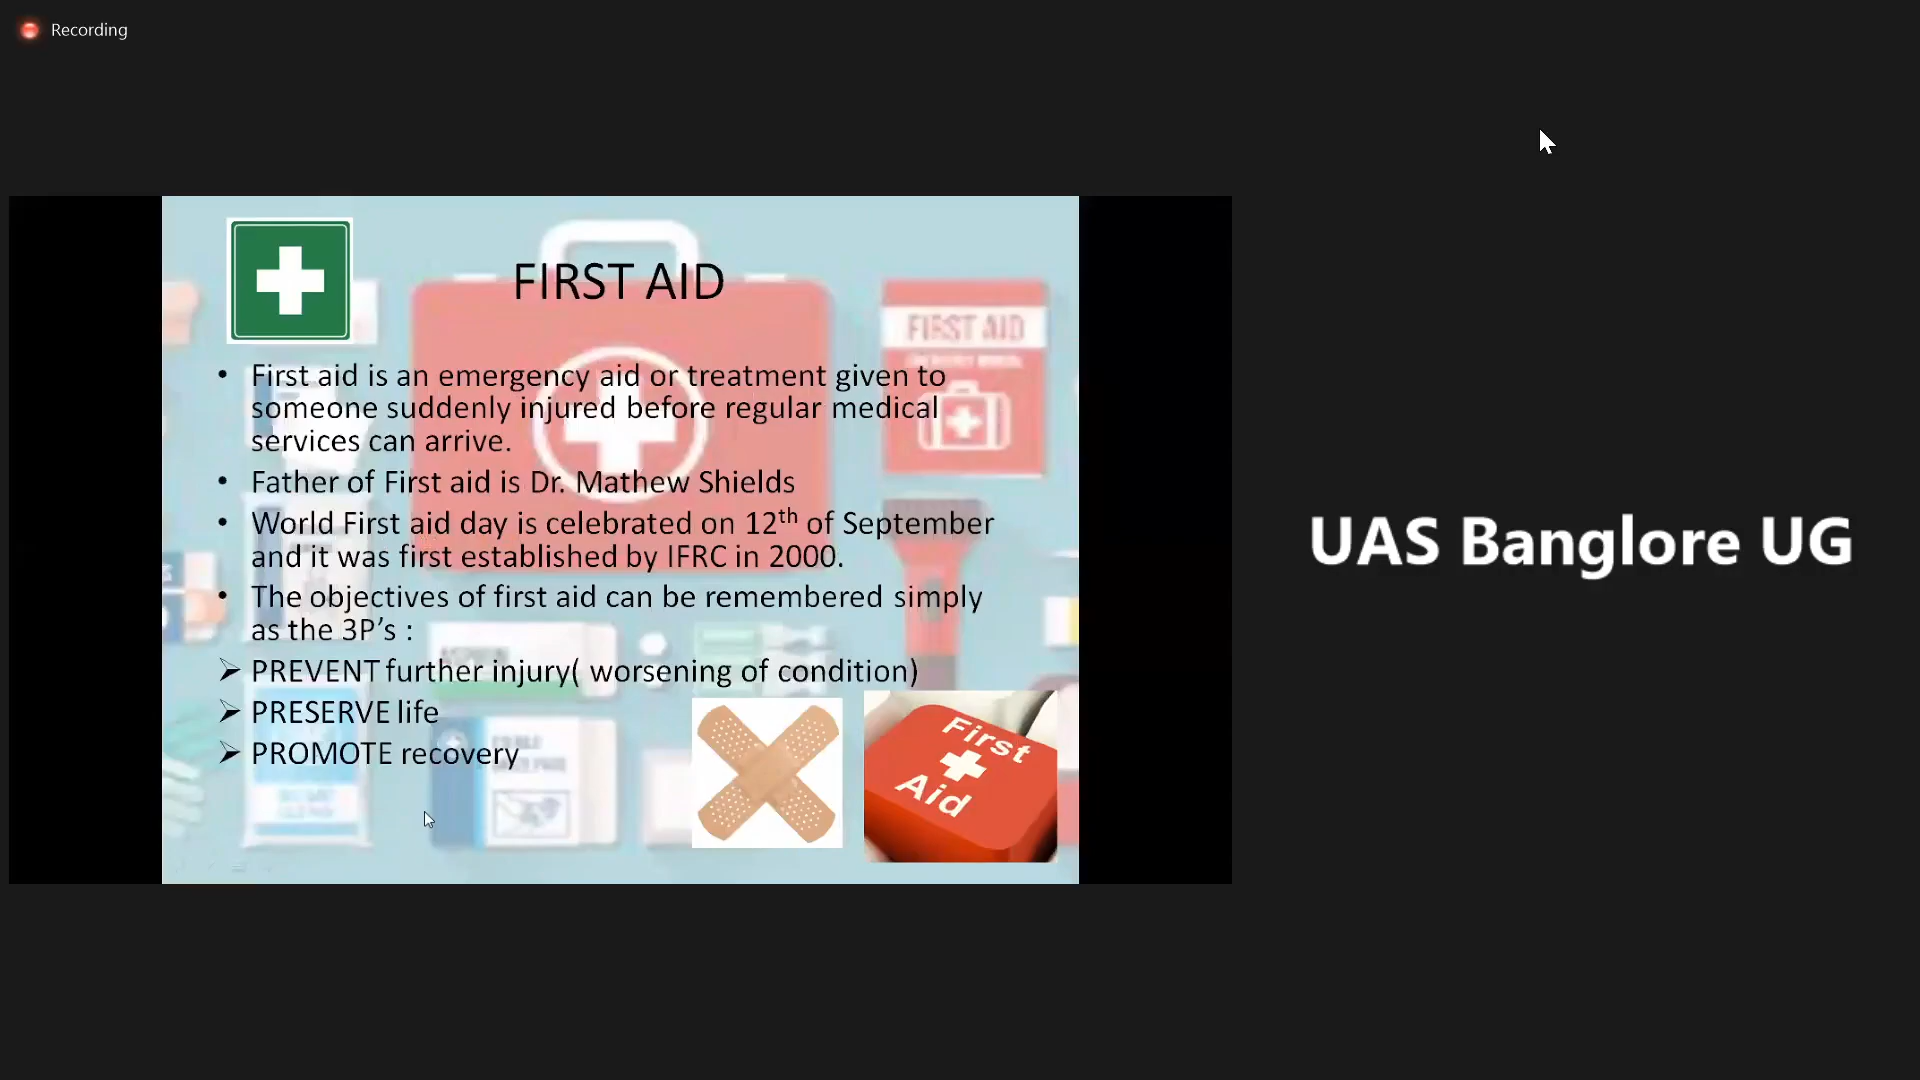 Recording
FIRST AID
FIRST AID
• First aid is an emergency aid or treatment given to
someone suddenly injured before regular medical
services can arrive.
• Father of First aid is Dr. Mathew Shields
• World First aid day is celebrated on 12th of September
and it was first established by IFRC in 2000.
• The objectives of first aid can be remembered simply
as the 3P’s :
➢ PREVENT further injury( worsening of condition)
➢ PRESERVE life
➢ PROMOTE recovery
First
Aid
UAS Banglore UG